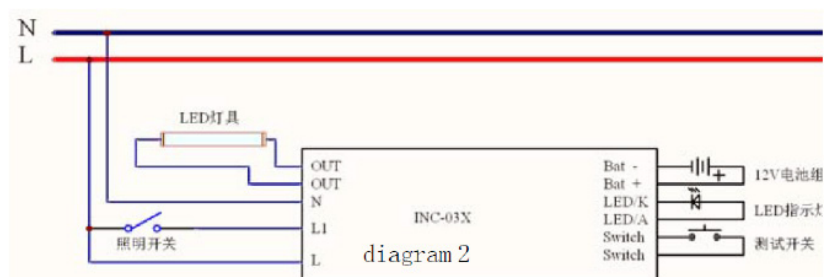 N
L
LED灯具
OUT
OUT
N
L1
L
照明开关
INC-03X
diagram 2
Bat -
Bat +
LED/K
LED/A
Switch
Switch
12V电池组
LED指示灯
测试开关